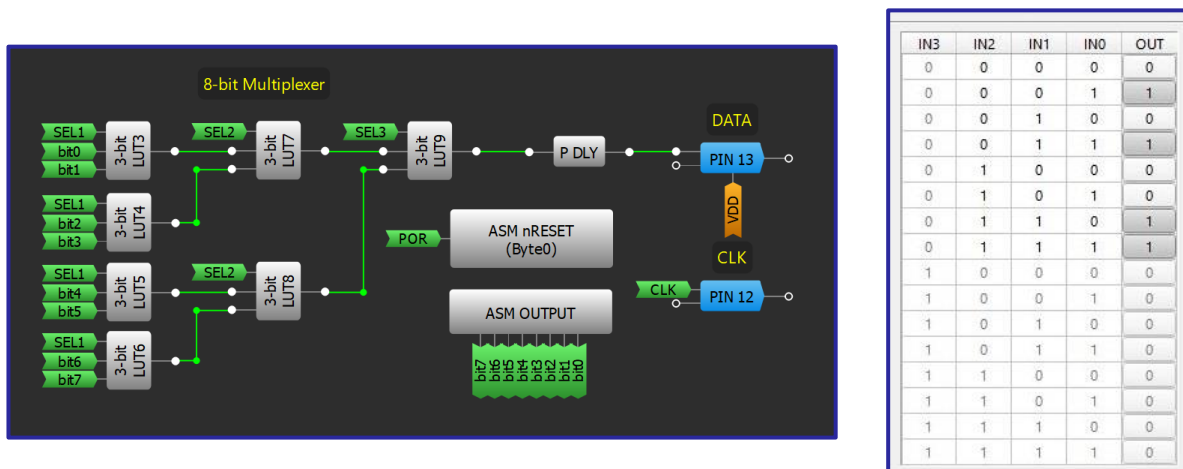 8-bit Multiplexer
SEL1
bit0
bit1
3-bit
LUT3
SEL2
3-bit
LUT7
SEL3
3-bit
LUT9
P DLY
DATA
PIN 13
VDD
SEL1
bit2
bit3
3-bit
LUT4
POR
ASM nRESET
(Byte0)
CLK
CLK
PIN 12
SEL1
bit4
bit5
3-bit
LUT5
SEL2
3-bit
LUT8
ASM OUTPUT
bit7
bit6
bit5
bit4
bit3
bit2
bit1
bit0
SEL1
bit6
bit7
3-bit
LUT6
IN3 IN2 IN1 IN0 OUT
0 0 0 0 0
0 0 0 1 1
0 0 1 0 0
0 0 1 1 1
0 1 0 0 0
0 1 0 1 0
0 1 1 0 1
0 1 1 1 1
1 0 0 0 0
1 0 0 1 0
1 0 1 0 0
1 0 1 1 0
1 1 0 0 0
1 1 0 1 0
1 1 1 0 0
1 1 1 1 0